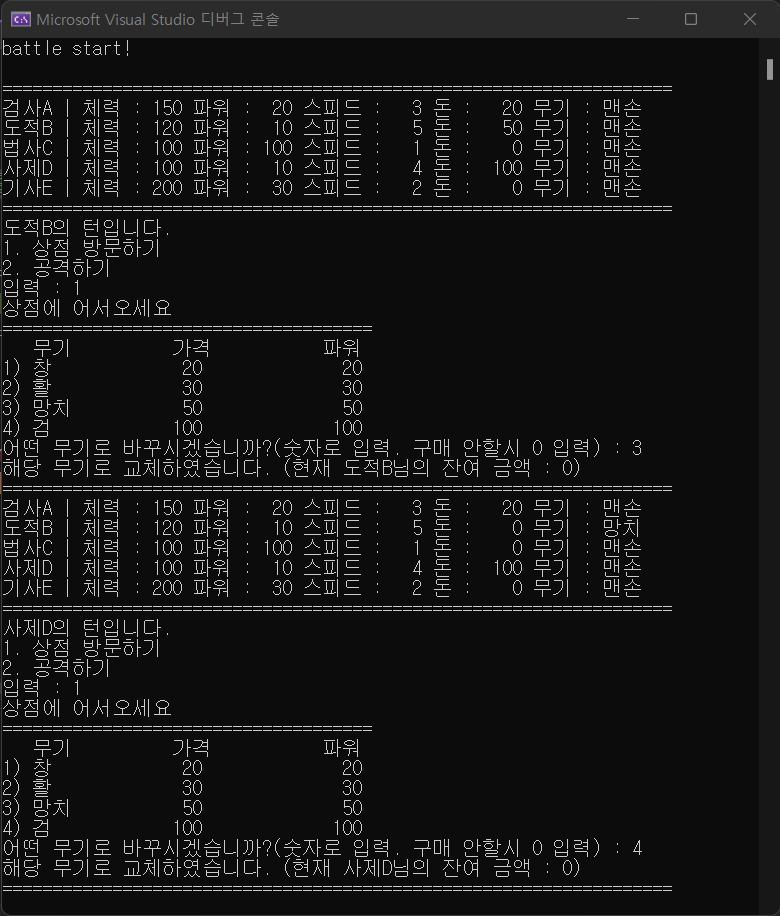 Microsoft Visual Studio 디버그 콘솔
battle start!
===================================================================
검사A | 체력 : 150 파워 :  20 스피드 :   3 돈 :   20 무기 : 맨손
도적B | 체력 : 120 파워 :  10 스피드 :   5 돈 :   50 무기 : 맨손
법사C | 체력 : 100 파워 : 100 스피드 :   1 돈 :    0 무기 : 맨손
사제D | 체력 : 100 파워 :  10 스피드 :   4 돈 :  100 무기 : 맨손
기사E | 체력 : 200 파워 :  30 스피드 :   2 돈 :    0 무기 : 맨손
===================================================================
도적B의 턴입니다.
1. 상점 방문하기
2. 공격하기
입력 : 1
상점에 어서오세요
=====================================
무기 가격 파워
1) 창 20 20
2) 활 30 30
3) 망치 50 50
4) 검 100 100
어떤 무기로 바꾸시겠습니까?(숫자로 입력. 구매 안할시 0 입력) : 3
해당 무기로 교체하였습니다. (현재 도적B님의 잔여 금액 : 0)
===================================================================
검사A | 체력 : 150 파워 :  20 스피드 :   3 돈 :   20 무기 : 맨손
도적B | 체력 : 120 파워 :  10 스피드 :   5 돈 :    0 무기 : 망치
법사C | 체력 : 100 파워 : 100 스피드 :   1 돈 :    0 무기 : 맨손
사제D | 체력 : 100 파워 :  10 스피드 :   4 돈 :  100 무기 : 맨손
기사E | 체력 : 200 파워 :  30 스피드 :   2 돈 :    0 무기 : 맨손
===================================================================
사제D의 턴입니다.
1. 상점 방문하기
2. 공격하기
입력 : 1
상점에 어서오세요
=====================================
무기 가격 파워
1) 창 20 20
2) 활 30 30
3) 망치 50 50
4) 검 100 100
어떤 무기로 바꾸시겠습니까?(숫자로 입력. 구매 안할시 0 입력) : 4
해당 무기로 교체하였습니다. (현재 사제D님의 잔여 금액 : 0)
===================================================================